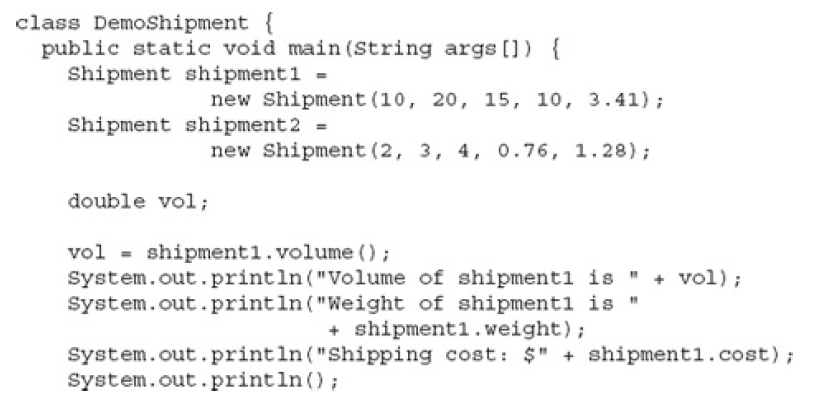 class DemoShipment {
public static void main(String args[]) {
Shipment shipment1 =
new Shipment(10, 20, 15, 10, 3.41);
Shipment shipment2 =
new Shipment(2, 3, 4, 0.76, 1.28);
double vol;
vol = shipment1.volume();
System.out.println("Volume of shipment1 is " + vol);
System.out.println("Weight of shipment1 is "
+ shipment1.weight);
System.out.println("Shipping cost: $" + shipment1.cost);
System.out.println();